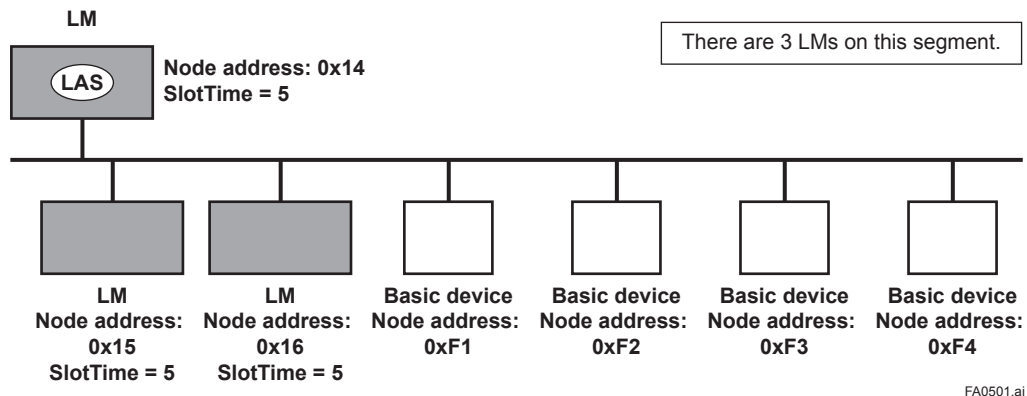 LM
There are 3 LMs on this segment.
LAS
Node address: 0x14
SlotTime = 5
LM
Node address:
0x15
SlotTime = 5
LM
Node address:
0x16
SlotTime = 5
Basic device
Node address:
0xF1
Basic device
Node address:
0xF2
Basic device
Node address:
0xF3
Basic device
Node address:
0xF4
FA0501.ai